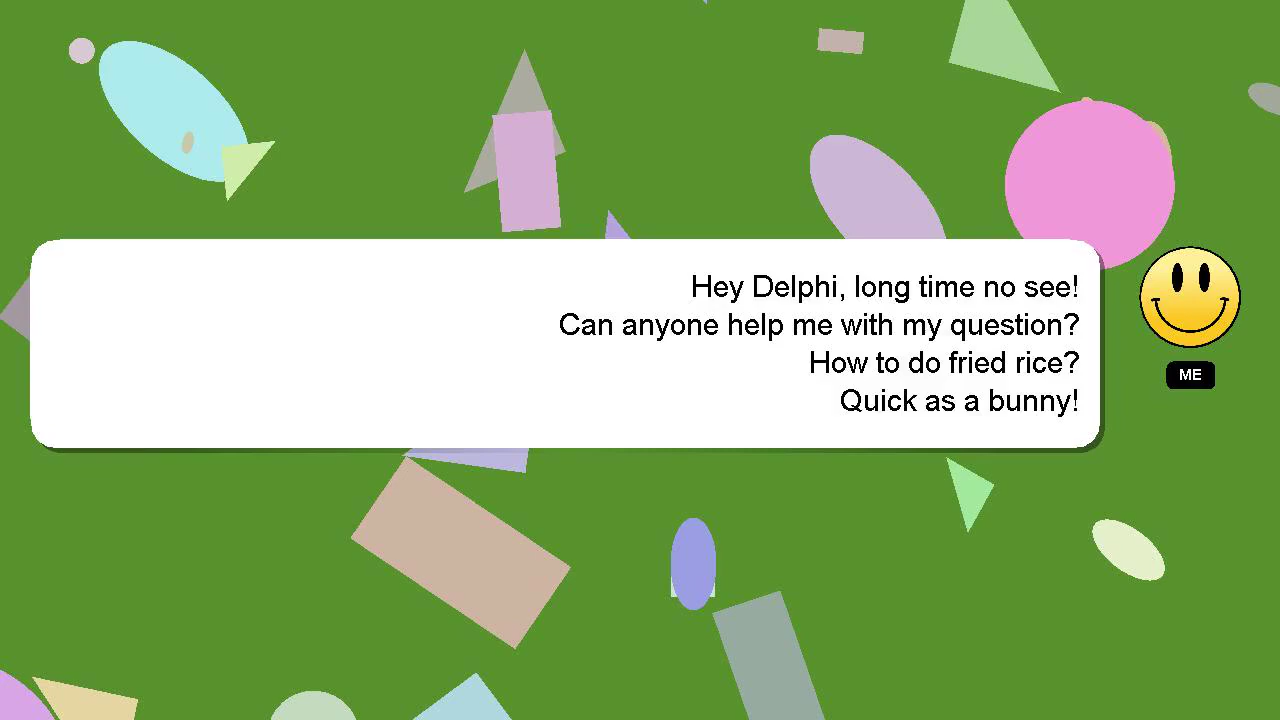 Hey Delphi, long time no see!
Can anyone help me with my question?
How to do fried rice?
Quick as a bunny!
ME